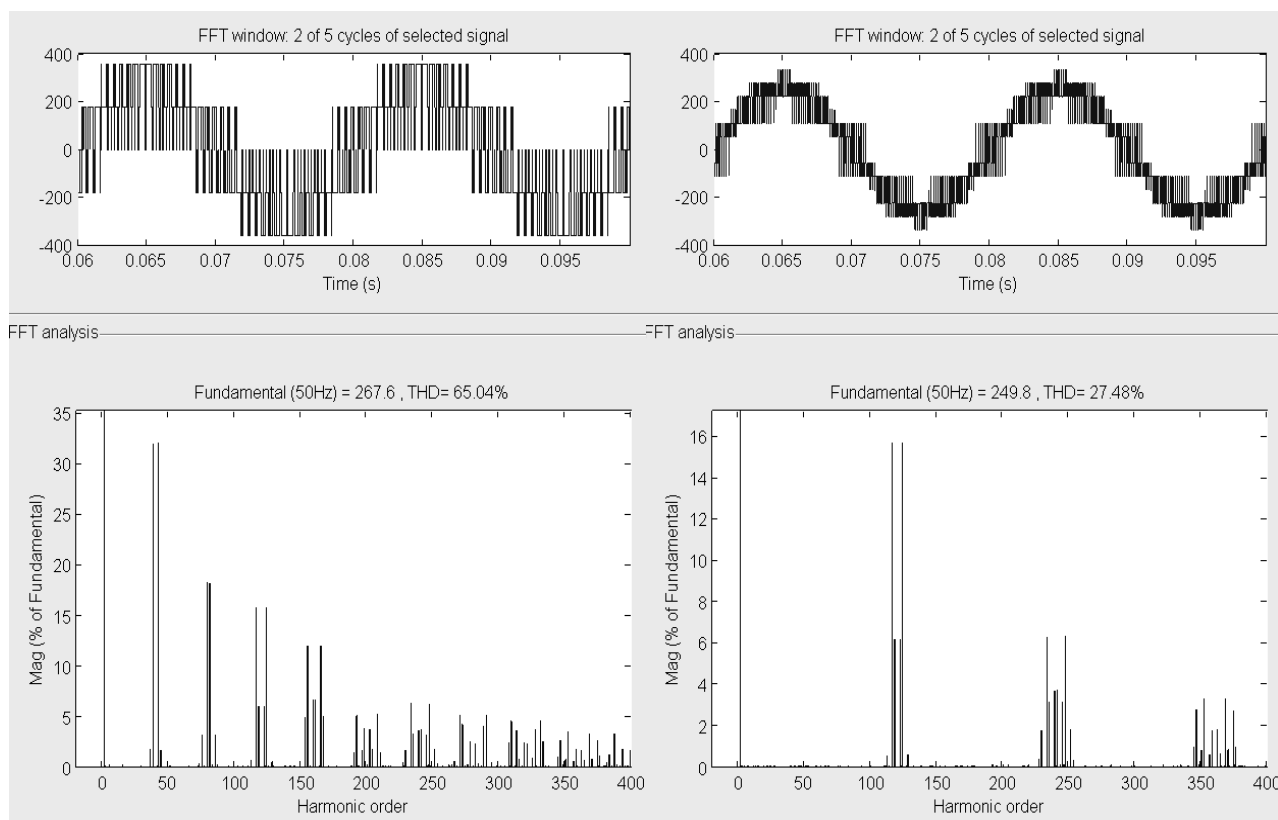 FFT window: 2 of 5 cycles of selected signal
400
200
0
-200
-400
0.06 0.065 0.07 0.075 0.08 0.085 0.09 0.095
Time (s)
FFT window: 2 of 5 cycles of selected signal
400
200
0
-200
-400
0.06 0.065 0.07 0.075 0.08 0.085 0.09 0.095
Time (s)
FFT analysis
Fundamental (50Hz) = 267.6 , THD= 65.04%
Mag (% of Fundamental)
35
30
25
20
15
10
5
0
0 50 100 150 200 250 300 350 400
Harmonic order
FFT analysis
Fundamental (50Hz) = 249.8 , THD= 27.48%
Mag (% of Fundamental)
16
14
12
10
8
6
4
2
0
0 50 100 150 200 250 300 350 400
Harmonic order